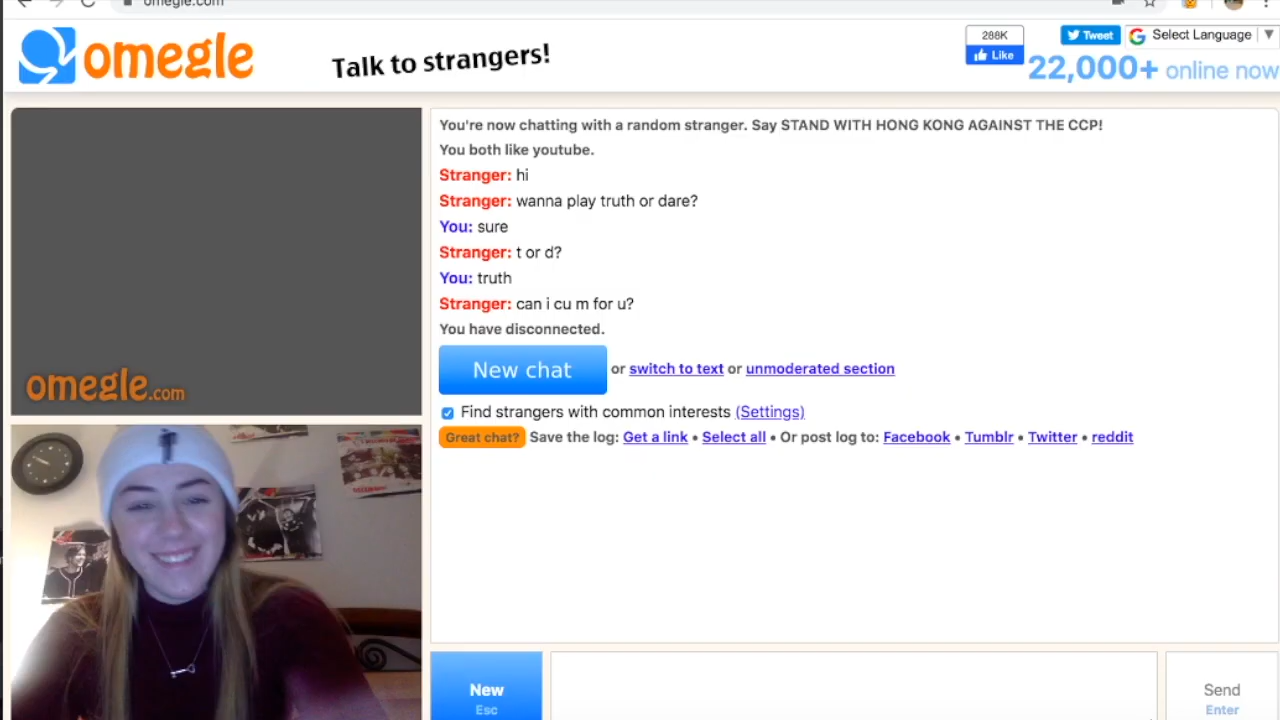 omegle.com
omegle
Talk to strangers!
288K
Like
Tweet
G Select Language
22,000+ online now
You're now chatting with a random stranger. Say STAND WITH HONG KONG AGAINST THE CCP!
You both like youtube.
Stranger: hi
Stranger: wanna play truth or dare?
You: sure
Stranger: t or d?
You: truth
Stranger: can i cu m for u?
You have disconnected.
New chat or switch to text or unmoderated section
Find strangers with common interests (Settings)
Great chat? Save the log: Get a link • Select all • Or post log to: Facebook • Tumblr • Twitter • reddit
omegle.com
New
Esc
Send
Enter